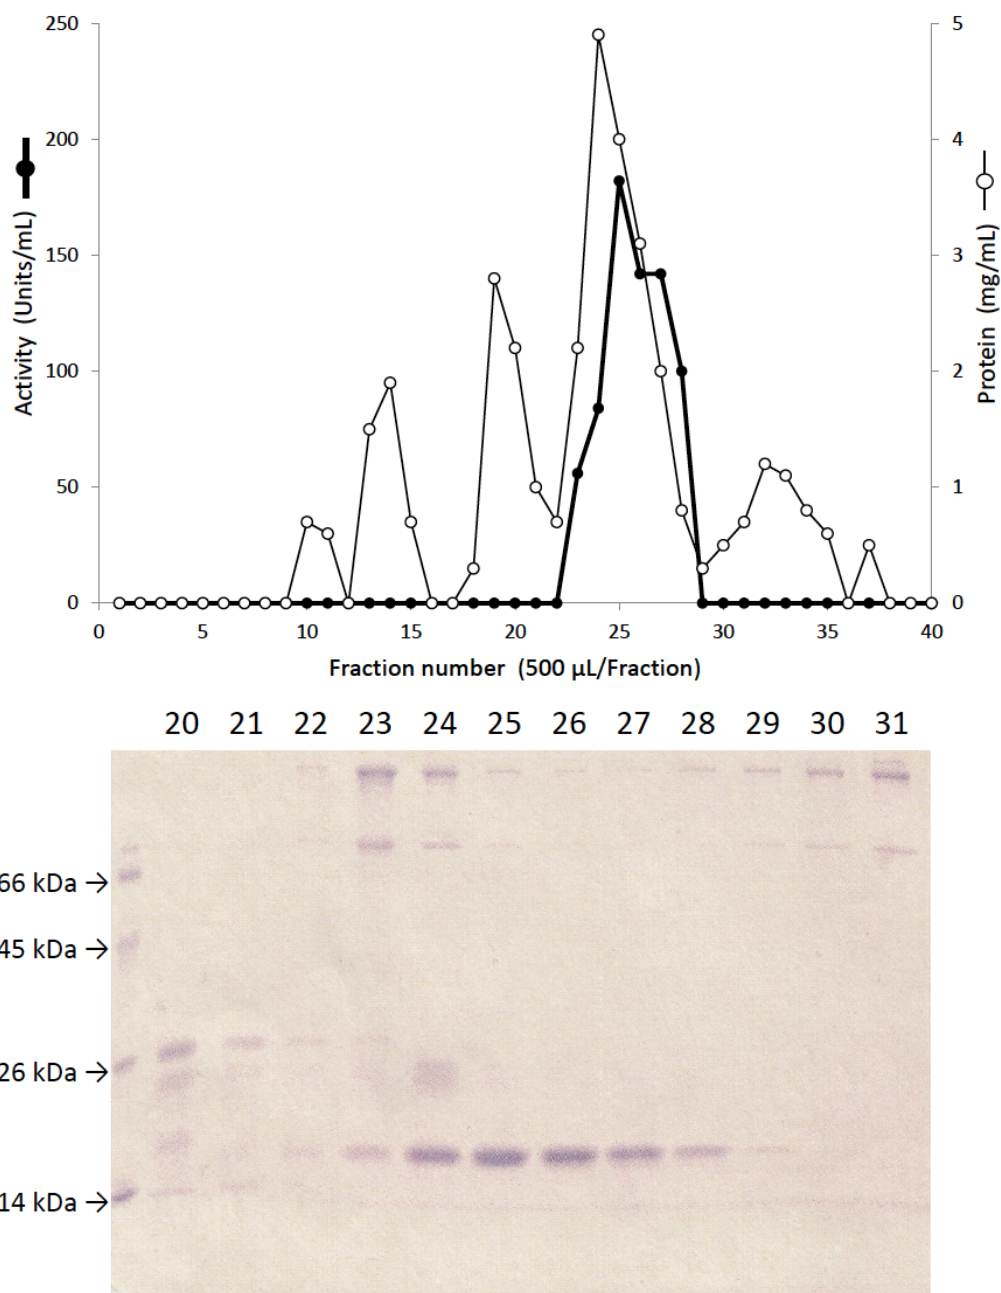 250
200
150
100
50
0
Activity (Units/mL)
5
4
3
2
1
0
Protein (mg/mL)
0 5 10 15 20 25 30 35 40
Fraction number (500 µL/Fraction)
20 21 22 23 24 25 26 27 28 29 30 31
66 kDa →
45 kDa →
26 kDa →
14 kDa →